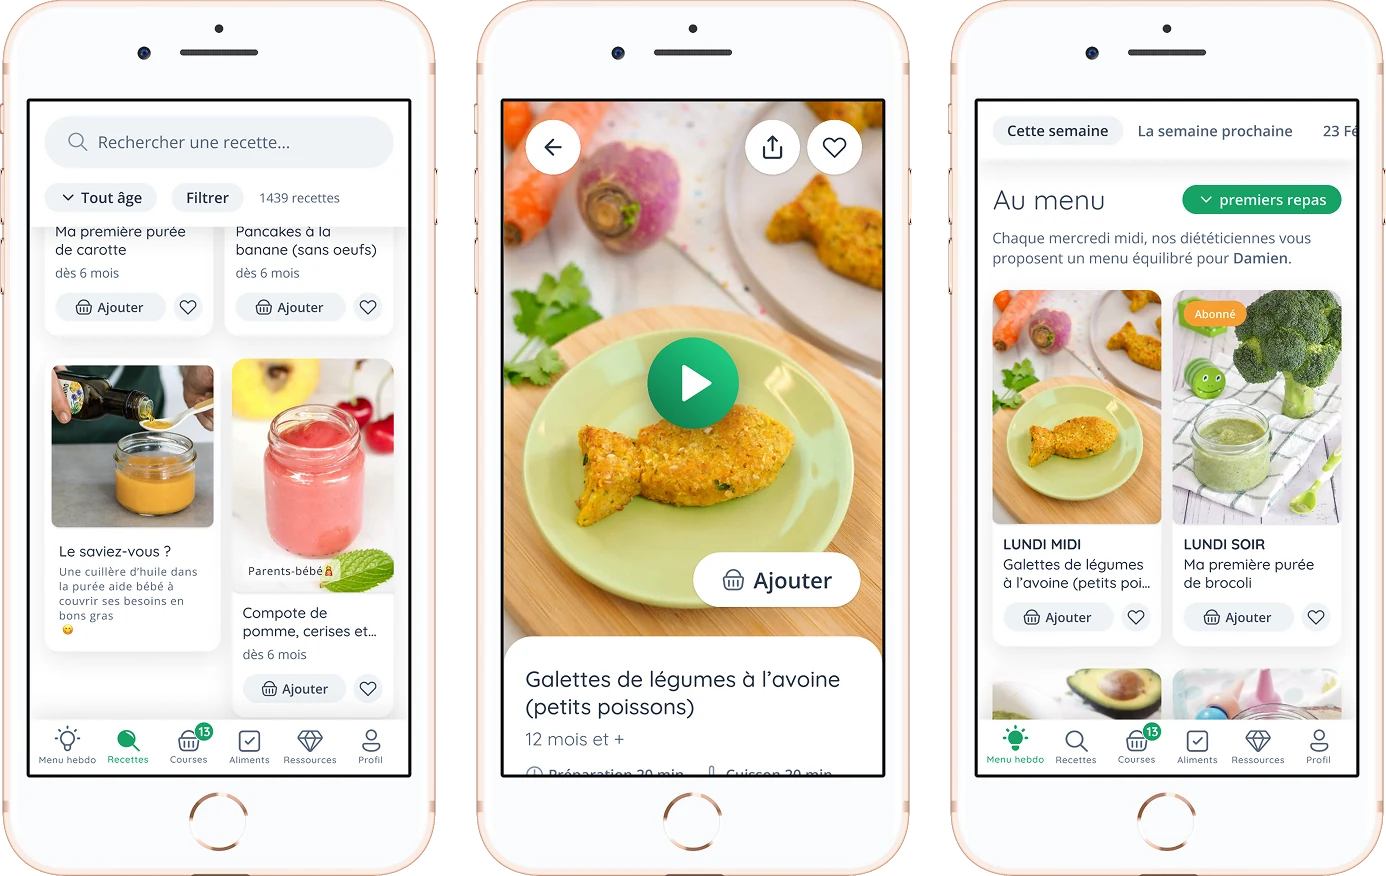 Rechercher une recette...
Tout âge
Filtrer
1439 recettes
Ma première purée
de carotte
dès 6 mois
Ajouter
Pancakes à la
banane (sans oeufs)
dès 6 mois
Ajouter
Le saviez-vous ?
Une cuillère d’huile dans
la purée aide bébé à
couvrir ses besoins en
bons gras
Parents-bébé
Compote de
pomme, cerises et...
dès 6 mois
Ajouter
Menu hebdo
Recettes
13
Courses
Aliments
Ressources
Profil
Ajouter
Galettes de légumes à l’avoine
(petits poissons)
12 mois et +
Préparation 20 min
Cuisson 20 min
Cette semaine
La semaine prochaine
23 Fé
Au menu
premiers repas
Chaque mercredi midi, nos diététiciennes vous
proposent un menu équilibré pour Damien.
LUNDI MIDI
Galettes de légumes
à l’avoine (petits poi...
Ajouter
Abonné
LUNDI SOIR
Ma première purée
de brocoli
Ajouter
Menu hebdo
Recettes
13
Courses
Aliments
Ressources
Profil